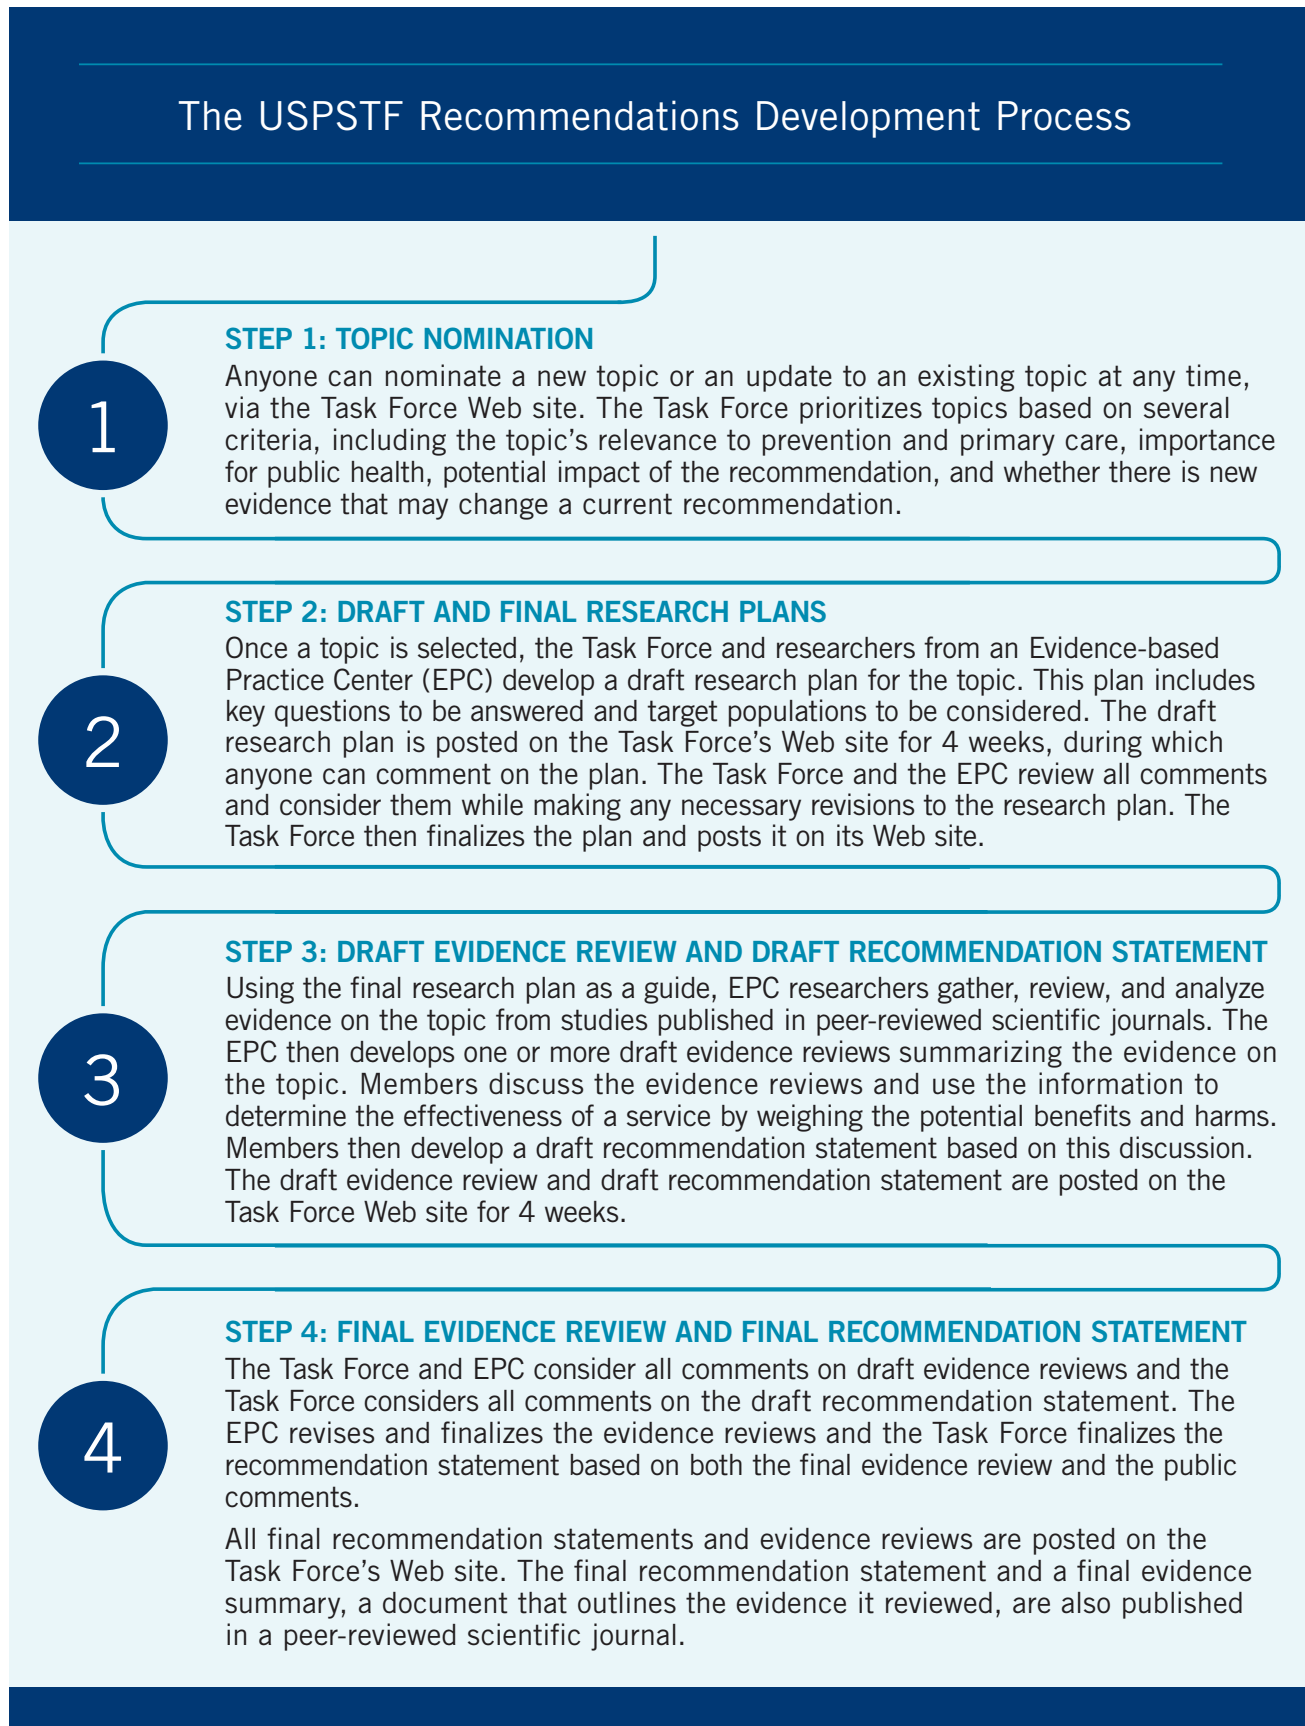 The USPSTF Recommendations Development Process
1
STEP 1: TOPIC NOMINATION
Anyone can nominate a new topic or an update to an existing topic at any time,
via the Task Force Web site. The Task Force prioritizes topics based on several
criteria, including the topic’s relevance to prevention and primary care, importance
for public health, potential impact of the recommendation, and whether there is new
evidence that may change a current recommendation.
2
STEP 2: DRAFT AND FINAL RESEARCH PLANS
Once a topic is selected, the Task Force and researchers from an Evidence-based
Practice Center (EPC) develop a draft research plan for the topic. This plan includes
key questions to be answered and target populations to be considered. The draft
research plan is posted on the Task Force’s Web site for 4 weeks, during which
anyone can comment on the plan. The Task Force and the EPC review all comments
and consider them while making any necessary revisions to the research plan. The
Task Force then finalizes the plan and posts it on its Web site.
3
STEP 3: DRAFT EVIDENCE REVIEW AND DRAFT RECOMMENDATION STATEMENT
Using the final research plan as a guide, EPC researchers gather, review, and analyze
evidence on the topic from studies published in peer-reviewed scientific journals. The
EPC then develops one or more draft evidence reviews summarizing the evidence on
the topic. Members discuss the evidence reviews and use the information to
determine the effectiveness of a service by weighing the potential benefits and harms.
Members then develop a draft recommendation statement based on this discussion.
The draft evidence review and draft recommendation statement are posted on the
Task Force Web site for 4 weeks.
4
STEP 4: FINAL EVIDENCE REVIEW AND FINAL RECOMMENDATION STATEMENT
The Task Force and EPC consider all comments on draft evidence reviews and the
Task Force considers all comments on the draft recommendation statement. The
EPC revises and finalizes the evidence reviews and the Task Force finalizes the
recommendation statement based on both the final evidence review and the public
comments.
All final recommendation statements and evidence reviews are posted on the
Task Force’s Web site. The final recommendation statement and a final evidence
summary, a document that outlines the evidence it reviewed, are also published
in a peer-reviewed scientific journal.